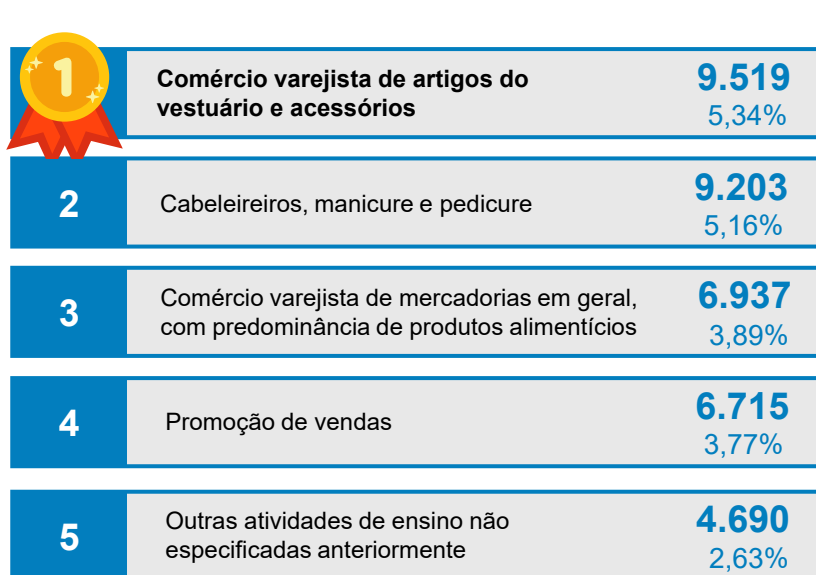 1
Comércio varejista de artigos do
vestuário e acessórios
9.519
5,34%
2
Cabeleireiros, manicure e pedicure
9.203
5,16%
3
Comércio varejista de mercadorias em geral,
com predominância de produtos alimentícios
6.937
3,89%
4
Promoção de vendas
6.715
3,77%
5
Outras atividades de ensino não
especificadas anteriormente
4.690
2,63%